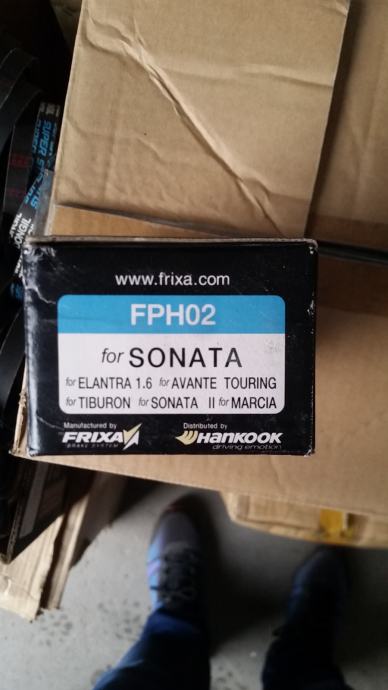 www.frixa.com
FPH02
for SONATA
for ELANTRA 1.6 for AVANTE TOURING
for TIBURON for SONATA II for MARCIA
Manufactured by
FRIXA
BRAKE SYSTEM
Distributed by
HANKOOK
driving emotion
SUPER